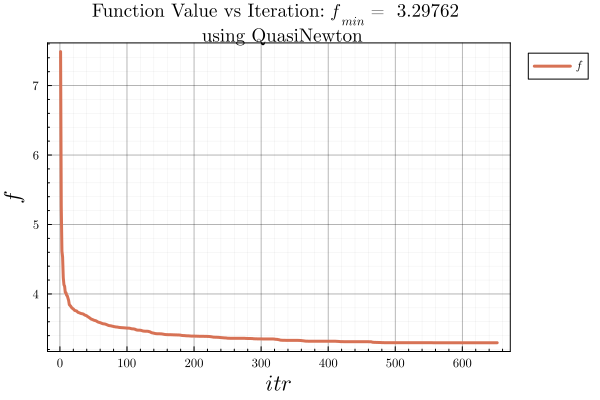 Function Value vs Iteration: f_min = 3.29762
using QuasiNewton
f
7
6
5
4
f
0 100 200 300 400 500 600
itr